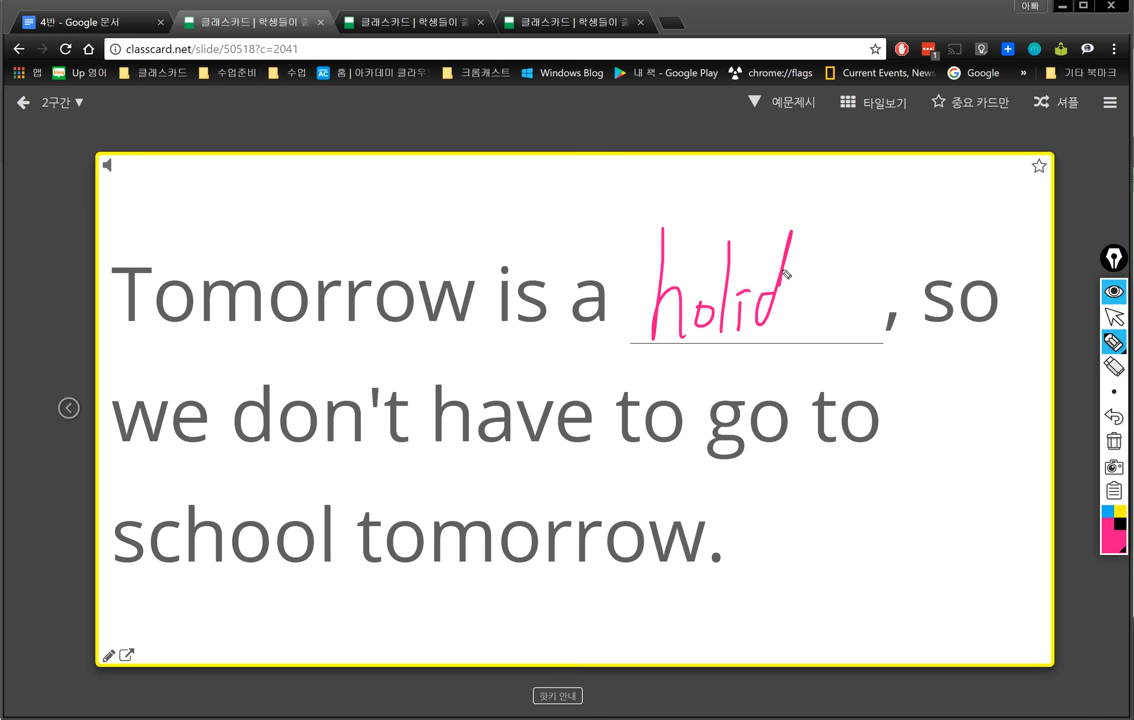 아빠
4반 - Google 문서
클래스카드 | 학생들이 즐
클래스카드 | 학생들이 즐
클래스카드 | 학생들이 즐
classcard.net/slide/50518?c=2041
1
앱
Up 영어
클래스카드
수업준비
수업
홈 | 아카데미 클라우
크롬캐스트
Windows Blog
내 책 - Google Play
chrome://flags
Current Events, News
Google
»
기타 북마크
2구간 ▼
예문제시
타일보기
중요 카드만
셔플
Tomorrow is a holid, so
we don't have to go to
school tomorrow.
핫키 안내